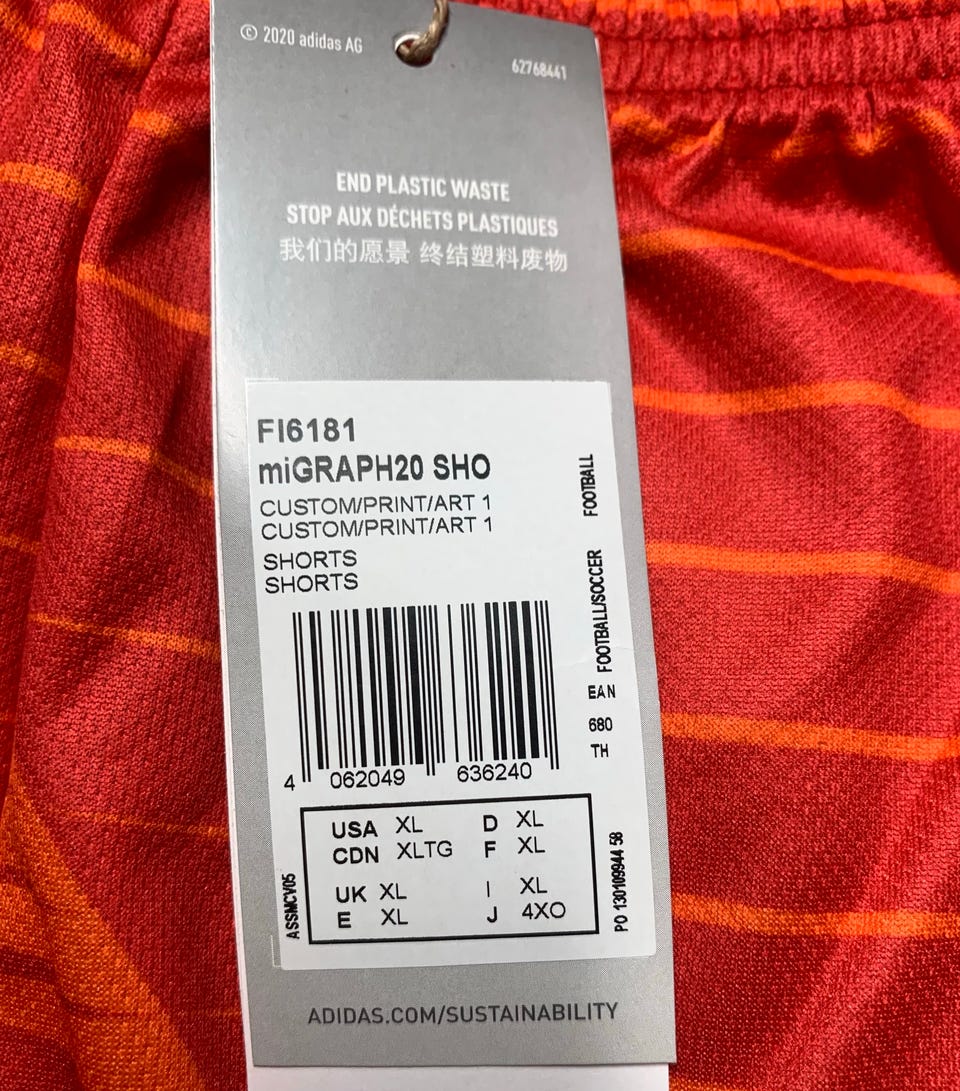 © 2020 adidas AG
62768441
END PLASTIC WASTE
STOP AUX DÉCHETS PLASTIQUES
我们的愿景 终结塑料废物
FI6181
miGRAPH20 SHO
CUSTOM/PRINT/ART 1
CUSTOM/PRINT/ART 1
SHORTS
SHORTS
FOOTBALL
FOOTBALL/SOCCER
EAN
680
TH
4 062049 636240
USA XL D XL
CDN XLTG F XL
UK XL I XL
E XL J 4XO
ASSMCV05
PO 130109944 58
ADIDAS.COM/SUSTAINABILITY